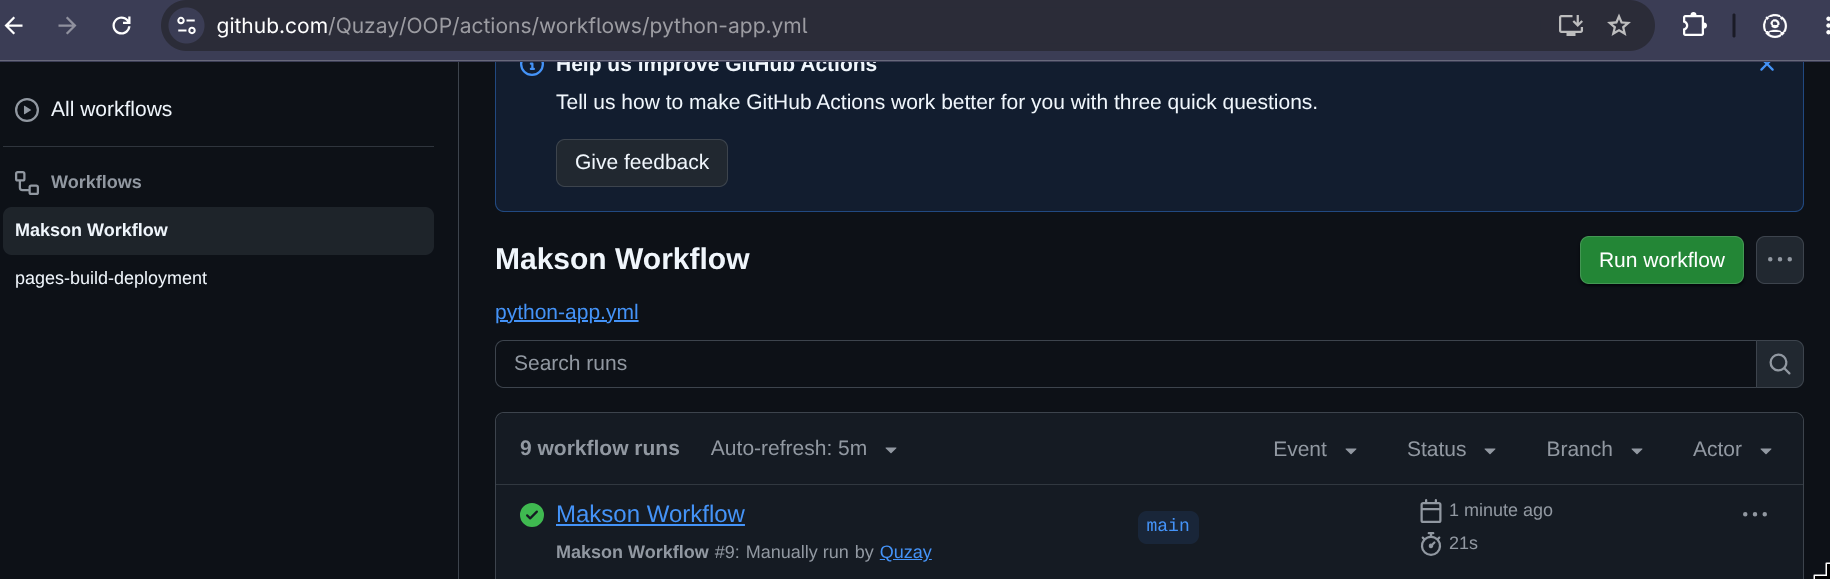 github.com/Quzay/OOP/actions/workflows/python-app.yml
All workflows
Workflows
Makson Workflow
pages-build-deployment
Help us improve GitHub Actions
Tell us how to make GitHub Actions work better for you with three quick questions.
Give feedback
Makson Workflow
Run workflow
python-app.yml
Search runs
9 workflow runs Auto-refresh: 5m Event Status Branch Actor
Makson Workflow
main
1 minute ago
Makson Workflow #9: Manually run by Quzay
21s